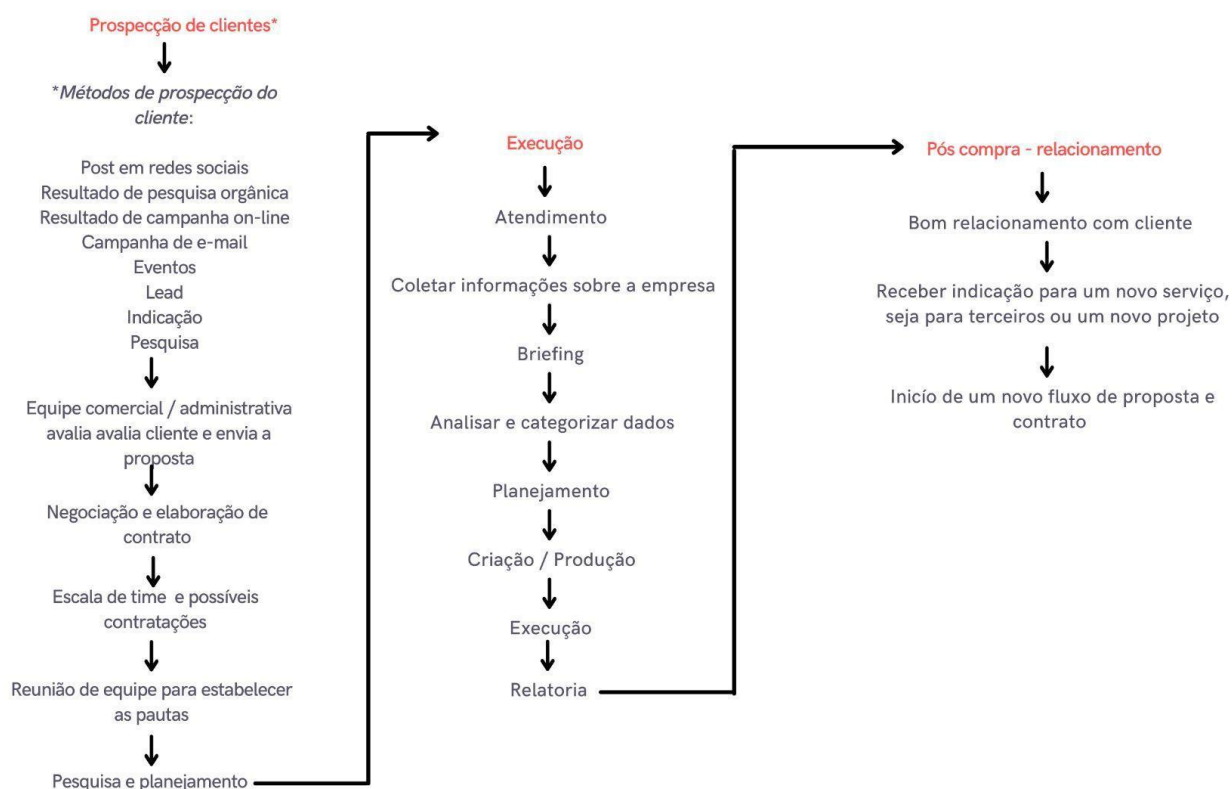 Prospecção de clientes*
*Métodos de prospecção do
cliente:
Post em redes sociais
Resultado de pesquisa orgânica
Resultado de campanha on-line
Campanha de e-mail
Eventos
Lead
Indicação
Pesquisa
Equipe comercial / administrativa
avalia avalia cliente e envia a
proposta
Negociação e elaboração de
contrato
Escala de time e possíveis
contratações
Reunião de equipe para estabelecer
as pautas
Pesquisa e planejamento
Execução
Atendimento
Coletar informações sobre a empresa
Briefing
Analisar e categorizar dados
Planejamento
Criação / Produção
Execução
Relatoria
Pós compra - relacionamento
Bom relacionamento com cliente
Receber indicação para um novo serviço,
seja para terceiros ou um novo projeto
Inicío de um novo fluxo de proposta e
contrato